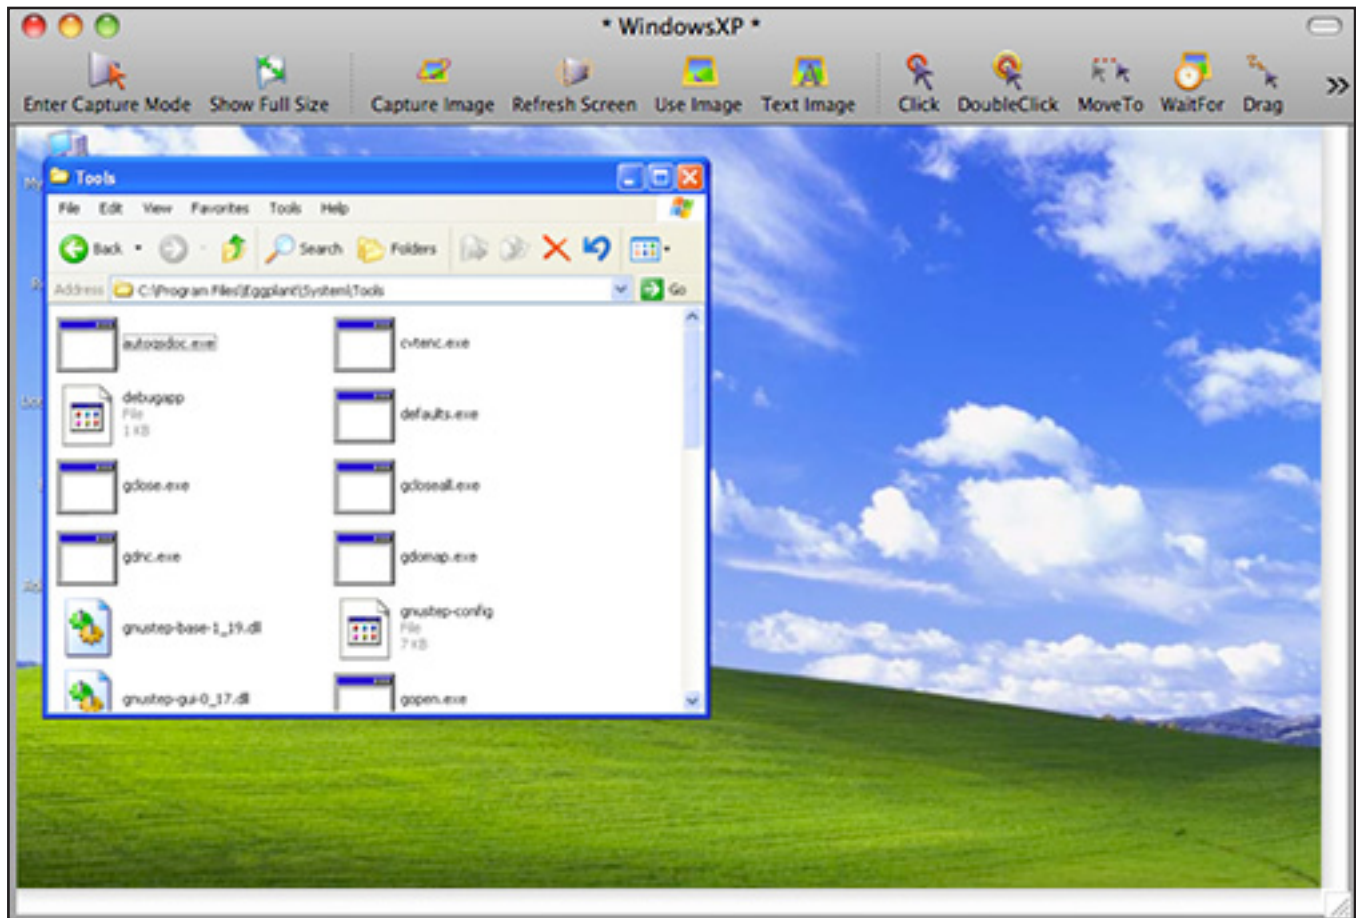 * WindowsXP *
Enter Capture Mode Show Full Size Capture Image Refresh Screen Use Image Text Image Click DoubleClick MoveTo WaitFor Drag »
Tools
File Edit View Favorites Tools Help
Back Search Folders
Address C:\Program Files\Eggplant\System\Tools Go
autogsdoc.exe cvtenc.exe
debugapp
File
1 KB
defaults.exe
gclose.exe gcloseall.exe
gdnc.exe gdomap.exe
gnustep-base-1_19.dll
gnustep-config
File
7 KB
gnustep-gui-0_17.dll gopen.exe